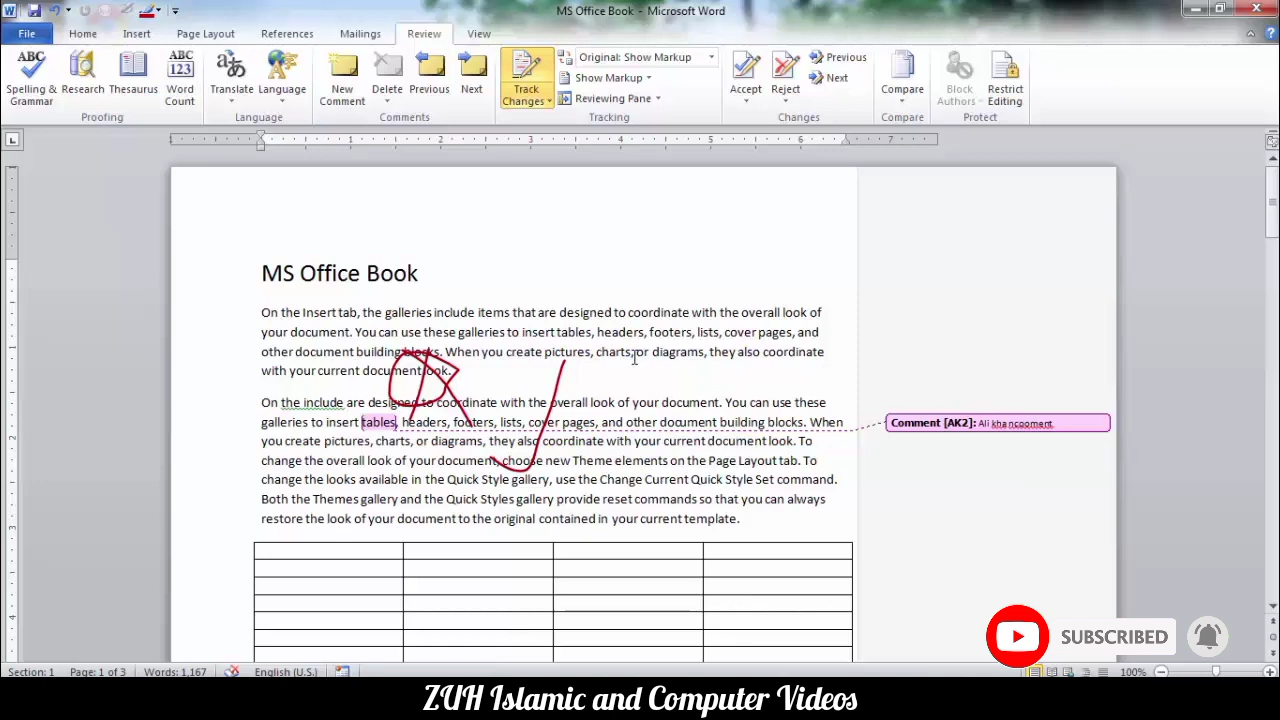 MS Office Book - Microsoft Word
File Home Insert Page Layout References Mailings Review View
ABC Spelling & Grammar
Research
Thesaurus
ABC 123 Word Count
Proofing
Translate
Language
Language
New Comment
Delete
Previous
Next
Comments
Track Changes
Original: Show Markup
Show Markup
Reviewing Pane
Tracking
Accept
Reject
Previous
Next
Changes
Compare
Compare
Block Authors
Restrict Editing
Protect
1 2 3 4 5 6 7
MS Office Book
On the Insert tab, the galleries include items that are designed to coordinate with the overall look of
your document. You can use these galleries to insert tables, headers, footers, lists, cover pages, and
other document building blocks. When you create pictures, charts, or diagrams, they also coordinate
with your current document look.
On the include are designed to coordinate with the overall look of your document. You can use these
galleries to insert tables, headers, footers, lists, cover pages, and other document building blocks. When
you create pictures, charts, or diagrams, they also coordinate with your current document look. To
change the overall look of your document, choose new Theme elements on the Page Layout tab. To
change the looks available in the Quick Style gallery, use the Change Current Quick Style Set command.
Both the Themes gallery and the Quick Styles gallery provide reset commands so that you can always
restore the look of your document to the original contained in your current template.
Comment [AK2]: Ali khancooment
SUBSCRIBED
Section: 1 Page: 1 of 3 Words: 1,167 English (U.S.) 100%
ZUH Islamic and Computer Videos